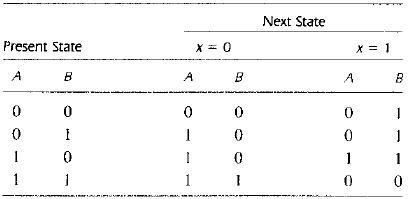 Next State
Present State x = 0 x = 1
A B A B A B
0 0 0 0 0 1
0 1 1 0 0 1
1 0 1 0 1 1
1 1 1 1 0 0